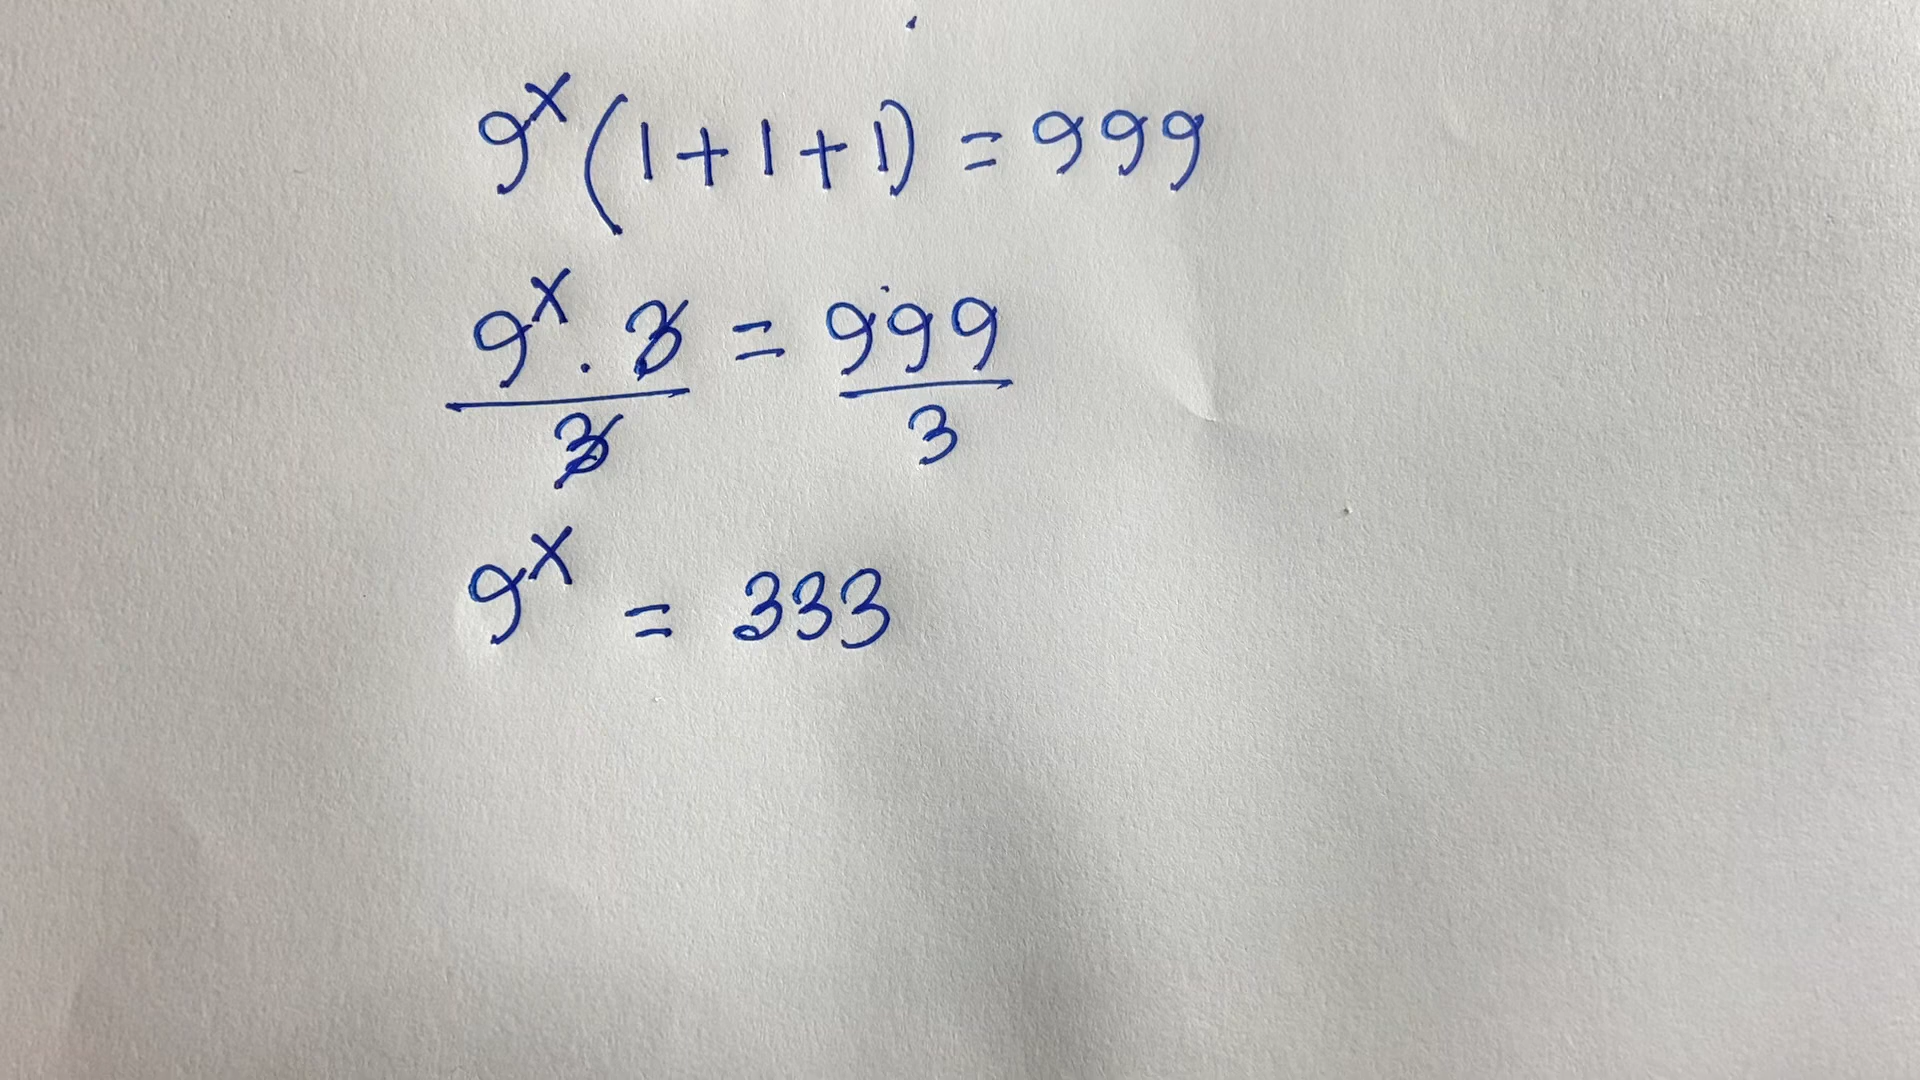 9^x (1+1+1) = 999
9^x . 3 / 3 = 999 / 3
9^x = 333